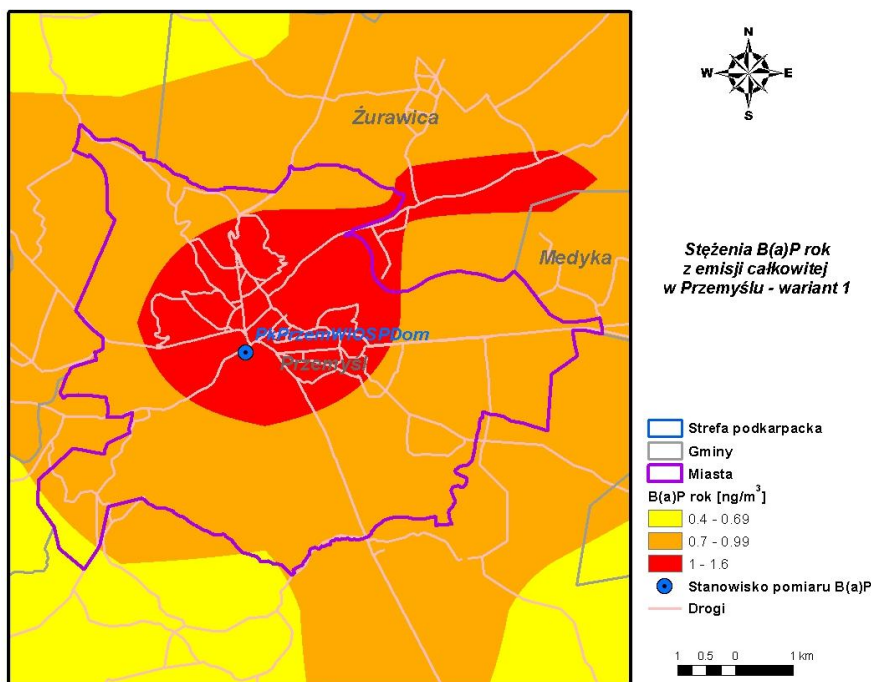 Żurawica
Medyka
PkPrzemWIOSPDom
Przemyśl
N
W
E
S
Stężenia B(a)P rok
z emisji całkowitej
w Przemyślu - wariant 1
Strefa podkarpacka
Gminy
Miasta
B(a)P rok [ng/m³]
0.4 - 0.69
0.7 - 0.99
1 - 1.6
Stanowisko pomiaru B(a)P
Drogi
1 0.5 0 1 km